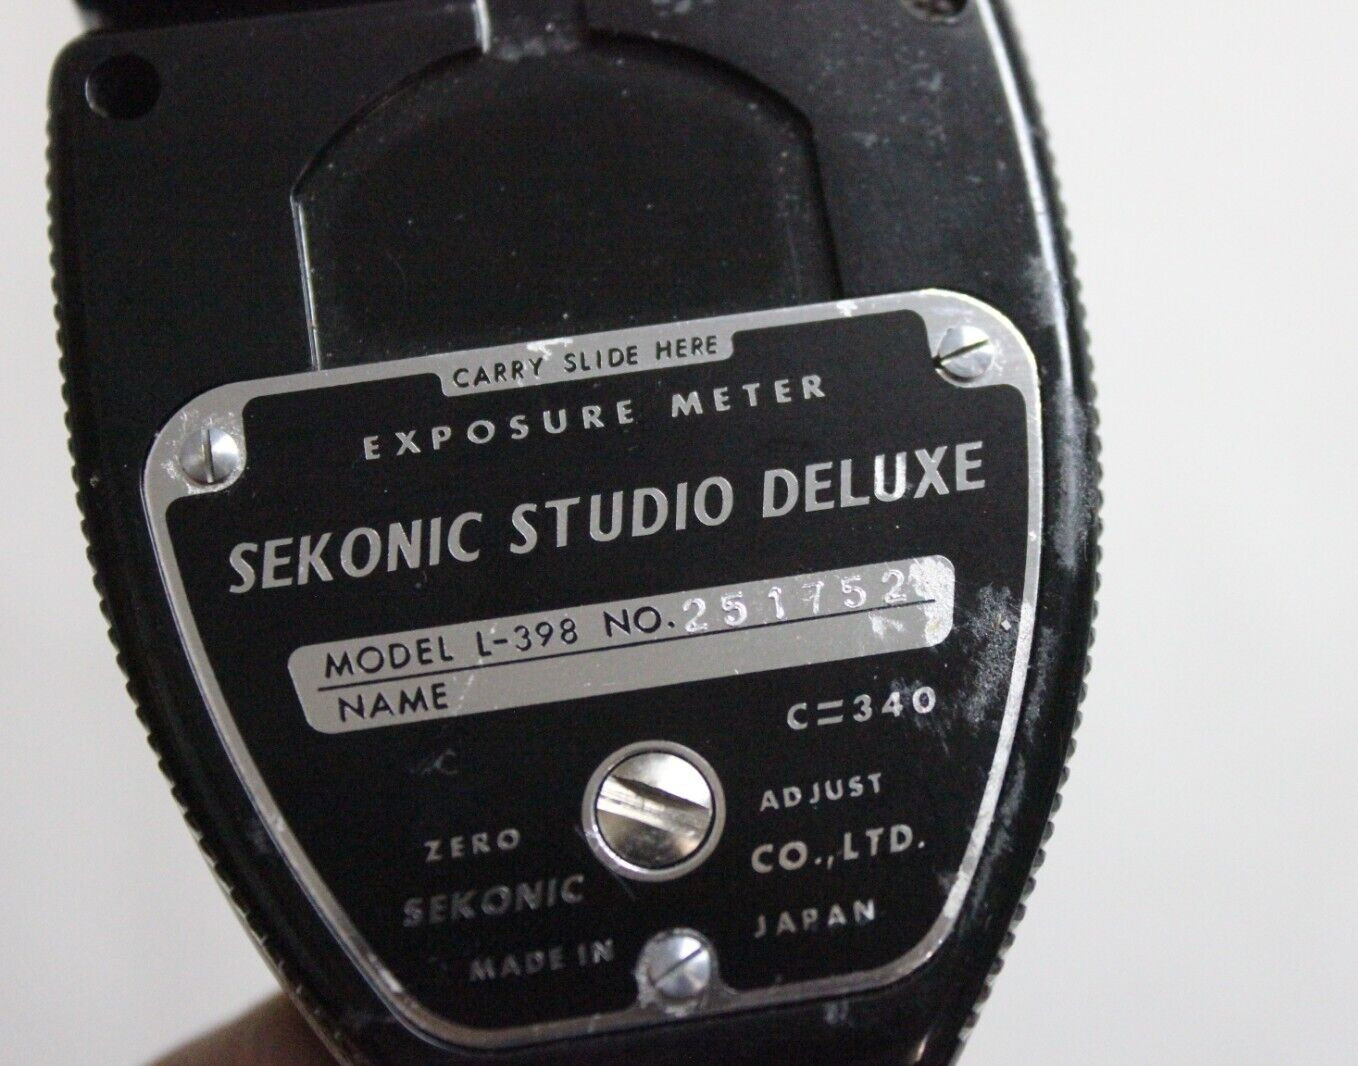 CARRY SLIDE HERE
EXPOSURE METER
SEKONIC STUDIO DELUXE
MODEL L-398 NO.
NAME
C=340
ZERO ADJUST
SEKONIC CO.,LTD.
MADE IN JAPAN